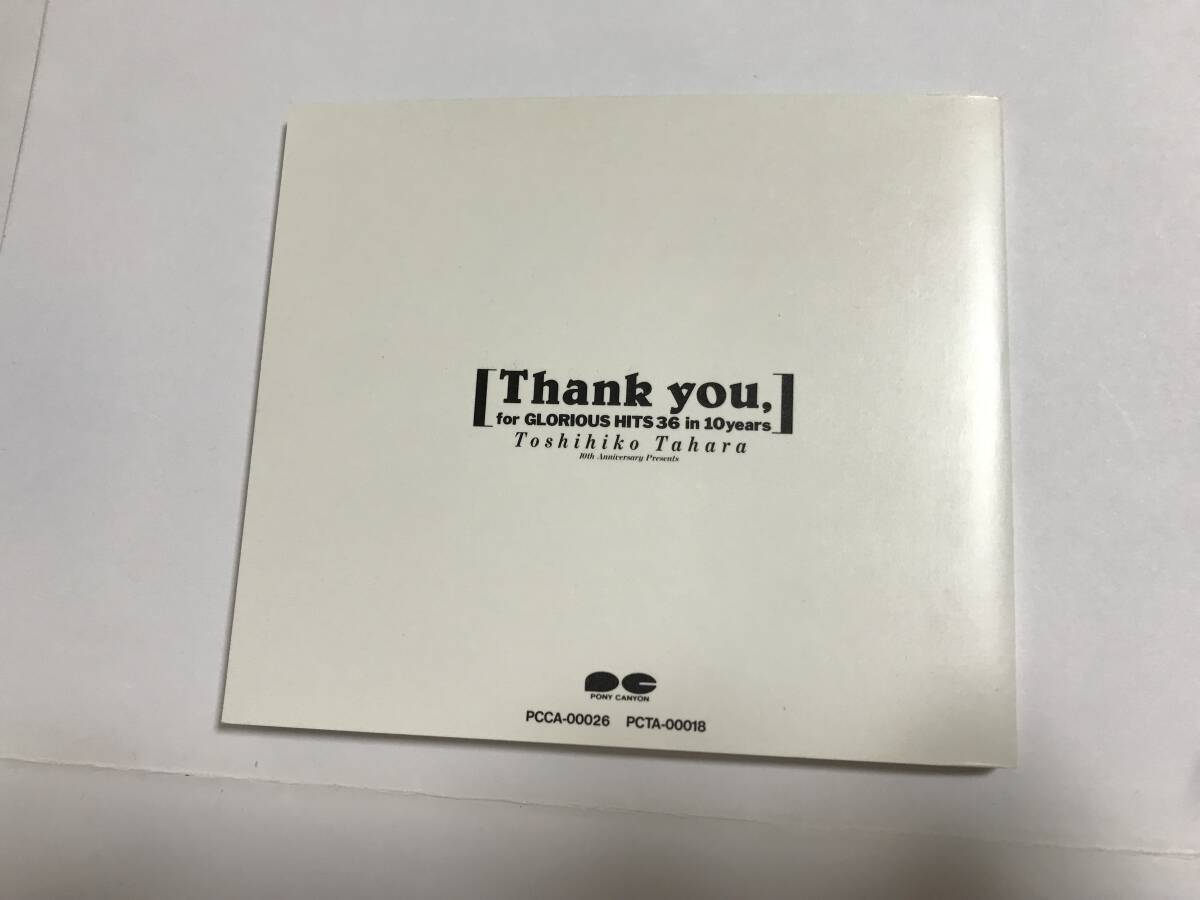 [Thank you,
for GLORIOUS HITS 36 in 10years]
Toshihiko Tahara
10th Anniversary Presents
PC
PONY CANYON
PCCA-00026 PCTA-00018